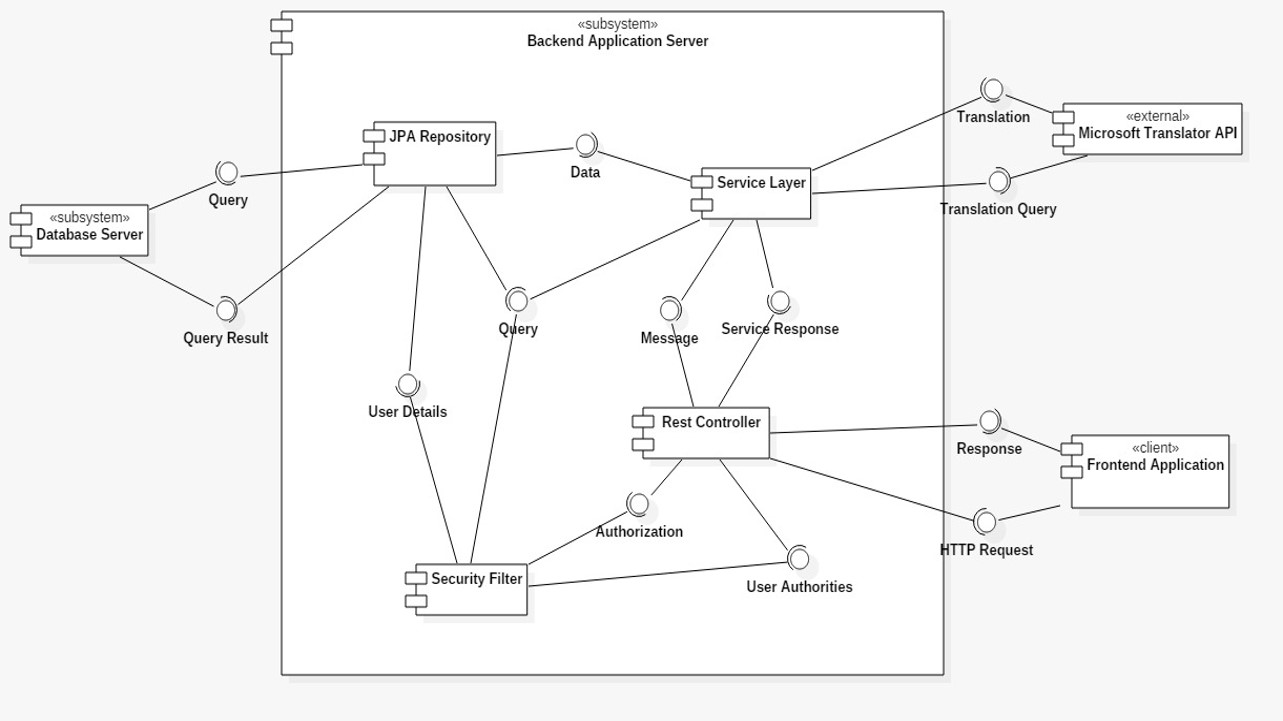 «subsystem»
Backend Application Server
Translation
«external»
Microsoft Translator API
JPA Repository
Data
Query
Service Layer
Translation Query
«subsystem»
Database Server
Query Result
Query
Message
Service Response
User Details
Rest Controller
Response
«client»
Frontend Application
Authorization
HTTP Request
Security Filter
User Authorities